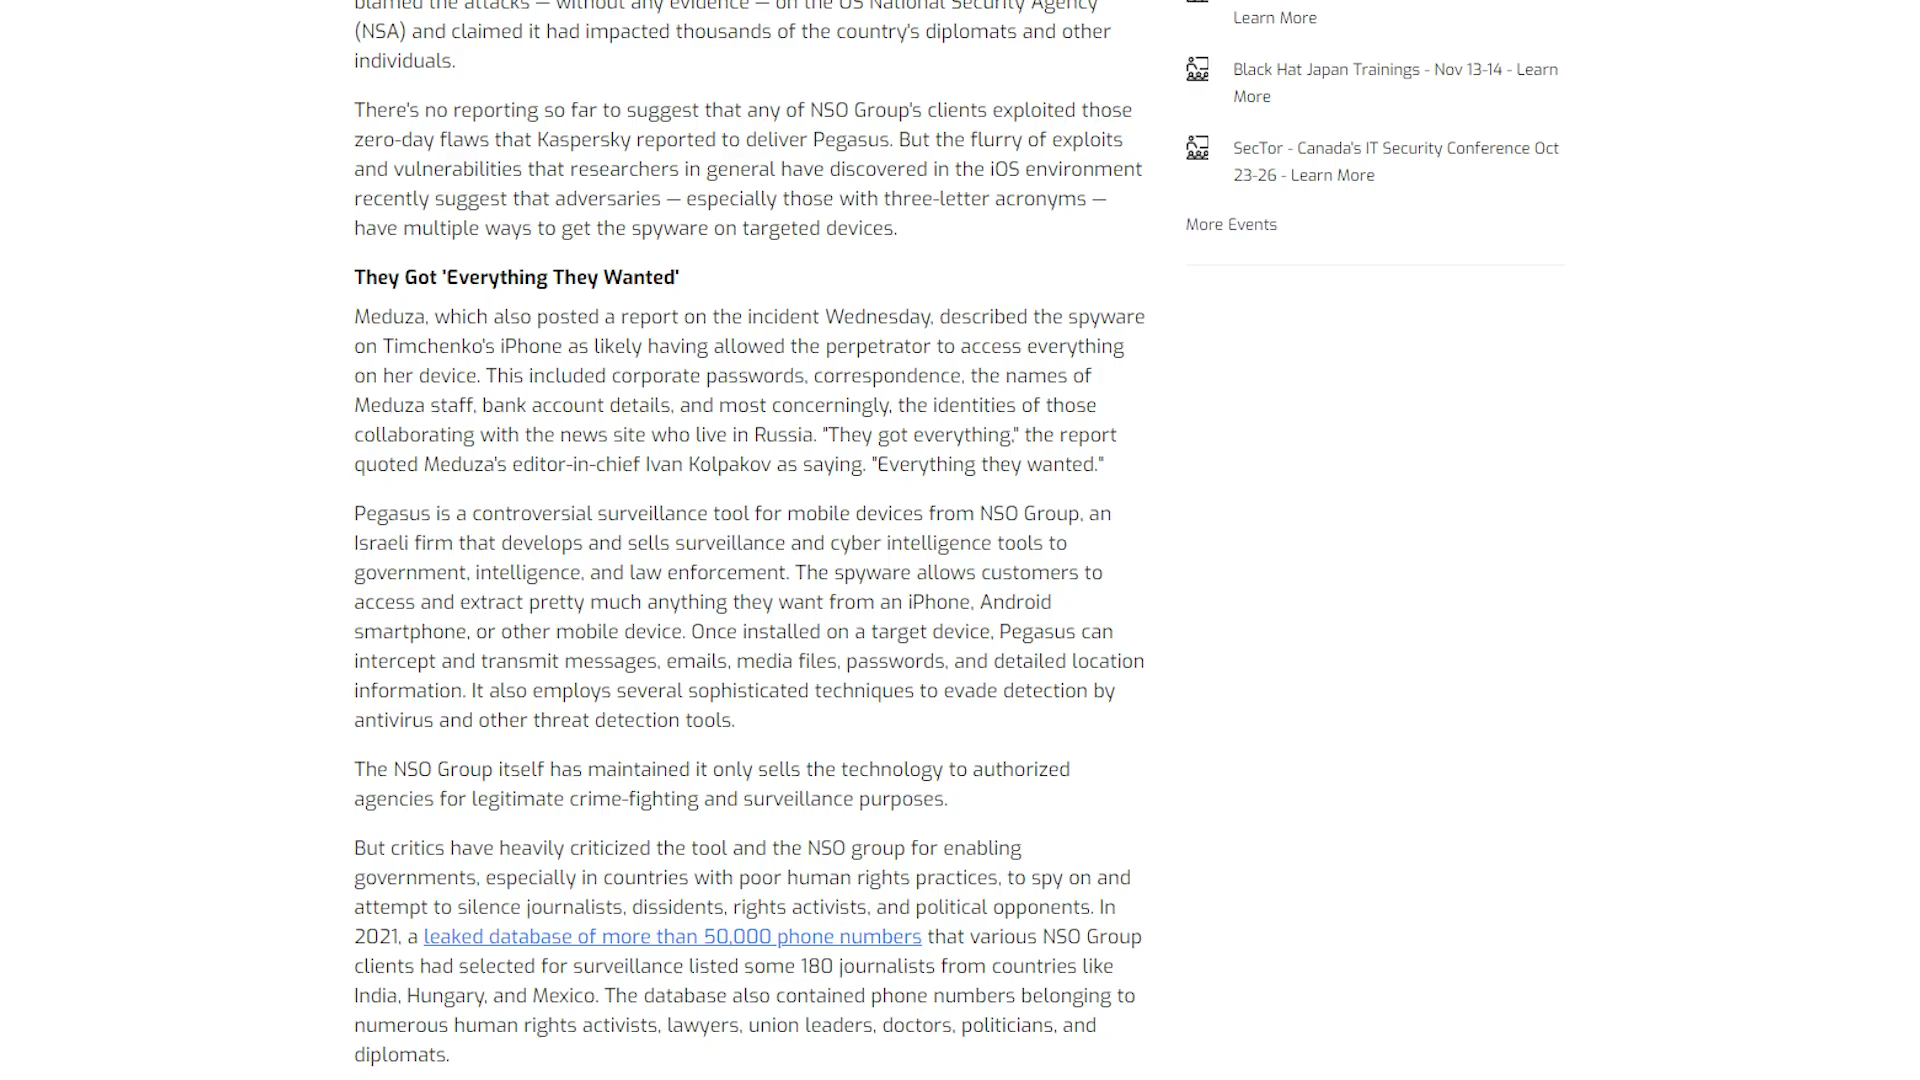 blamed the attacks — without any evidence — on the US National Security Agency
(NSA) and claimed it had impacted thousands of the country's diplomats and other
individuals.
There's no reporting so far to suggest that any of NSO Group's clients exploited those
zero-day flaws that Kaspersky reported to deliver Pegasus. But the flurry of exploits
and vulnerabilities that researchers in general have discovered in the iOS environment
recently suggest that adversaries — especially those with three-letter acronyms —
have multiple ways to get the spyware on targeted devices.
They Got 'Everything They Wanted'
Meduza, which also posted a report on the incident Wednesday, described the spyware
on Timchenko's iPhone as likely having allowed the perpetrator to access everything
on her device. This included corporate passwords, correspondence, the names of
Meduza staff, bank account details, and most concerningly, the identities of those
collaborating with the news site who live in Russia. "They got everything," the report
quoted Meduza's editor-in-chief Ivan Kolpakov as saying. "Everything they wanted."
Pegasus is a controversial surveillance tool for mobile devices from NSO Group, an
Israeli firm that develops and sells surveillance and cyber intelligence tools to
government, intelligence, and law enforcement. The spyware allows customers to
access and extract pretty much anything they want from an iPhone, Android
smartphone, or other mobile device. Once installed on a target device, Pegasus can
intercept and transmit messages, emails, media files, passwords, and detailed location
information. It also employs several sophisticated techniques to evade detection by
antivirus and other threat detection tools.
The NSO Group itself has maintained it only sells the technology to authorized
agencies for legitimate crime-fighting and surveillance purposes.
But critics have heavily criticized the tool and the NSO group for enabling
governments, especially in countries with poor human rights practices, to spy on and
attempt to silence journalists, dissidents, rights activists, and political opponents. In
2021, a leaked database of more than 50,000 phone numbers that various NSO Group
clients had selected for surveillance listed some 180 journalists from countries like
India, Hungary, and Mexico. The database also contained phone numbers belonging to
numerous human rights activists, lawyers, union leaders, doctors, politicians, and
diplomats.
Learn More
Black Hat Japan Trainings - Nov 13-14 - Learn
More
SecTor - Canada's IT Security Conference Oct
23-26 - Learn More
More Events